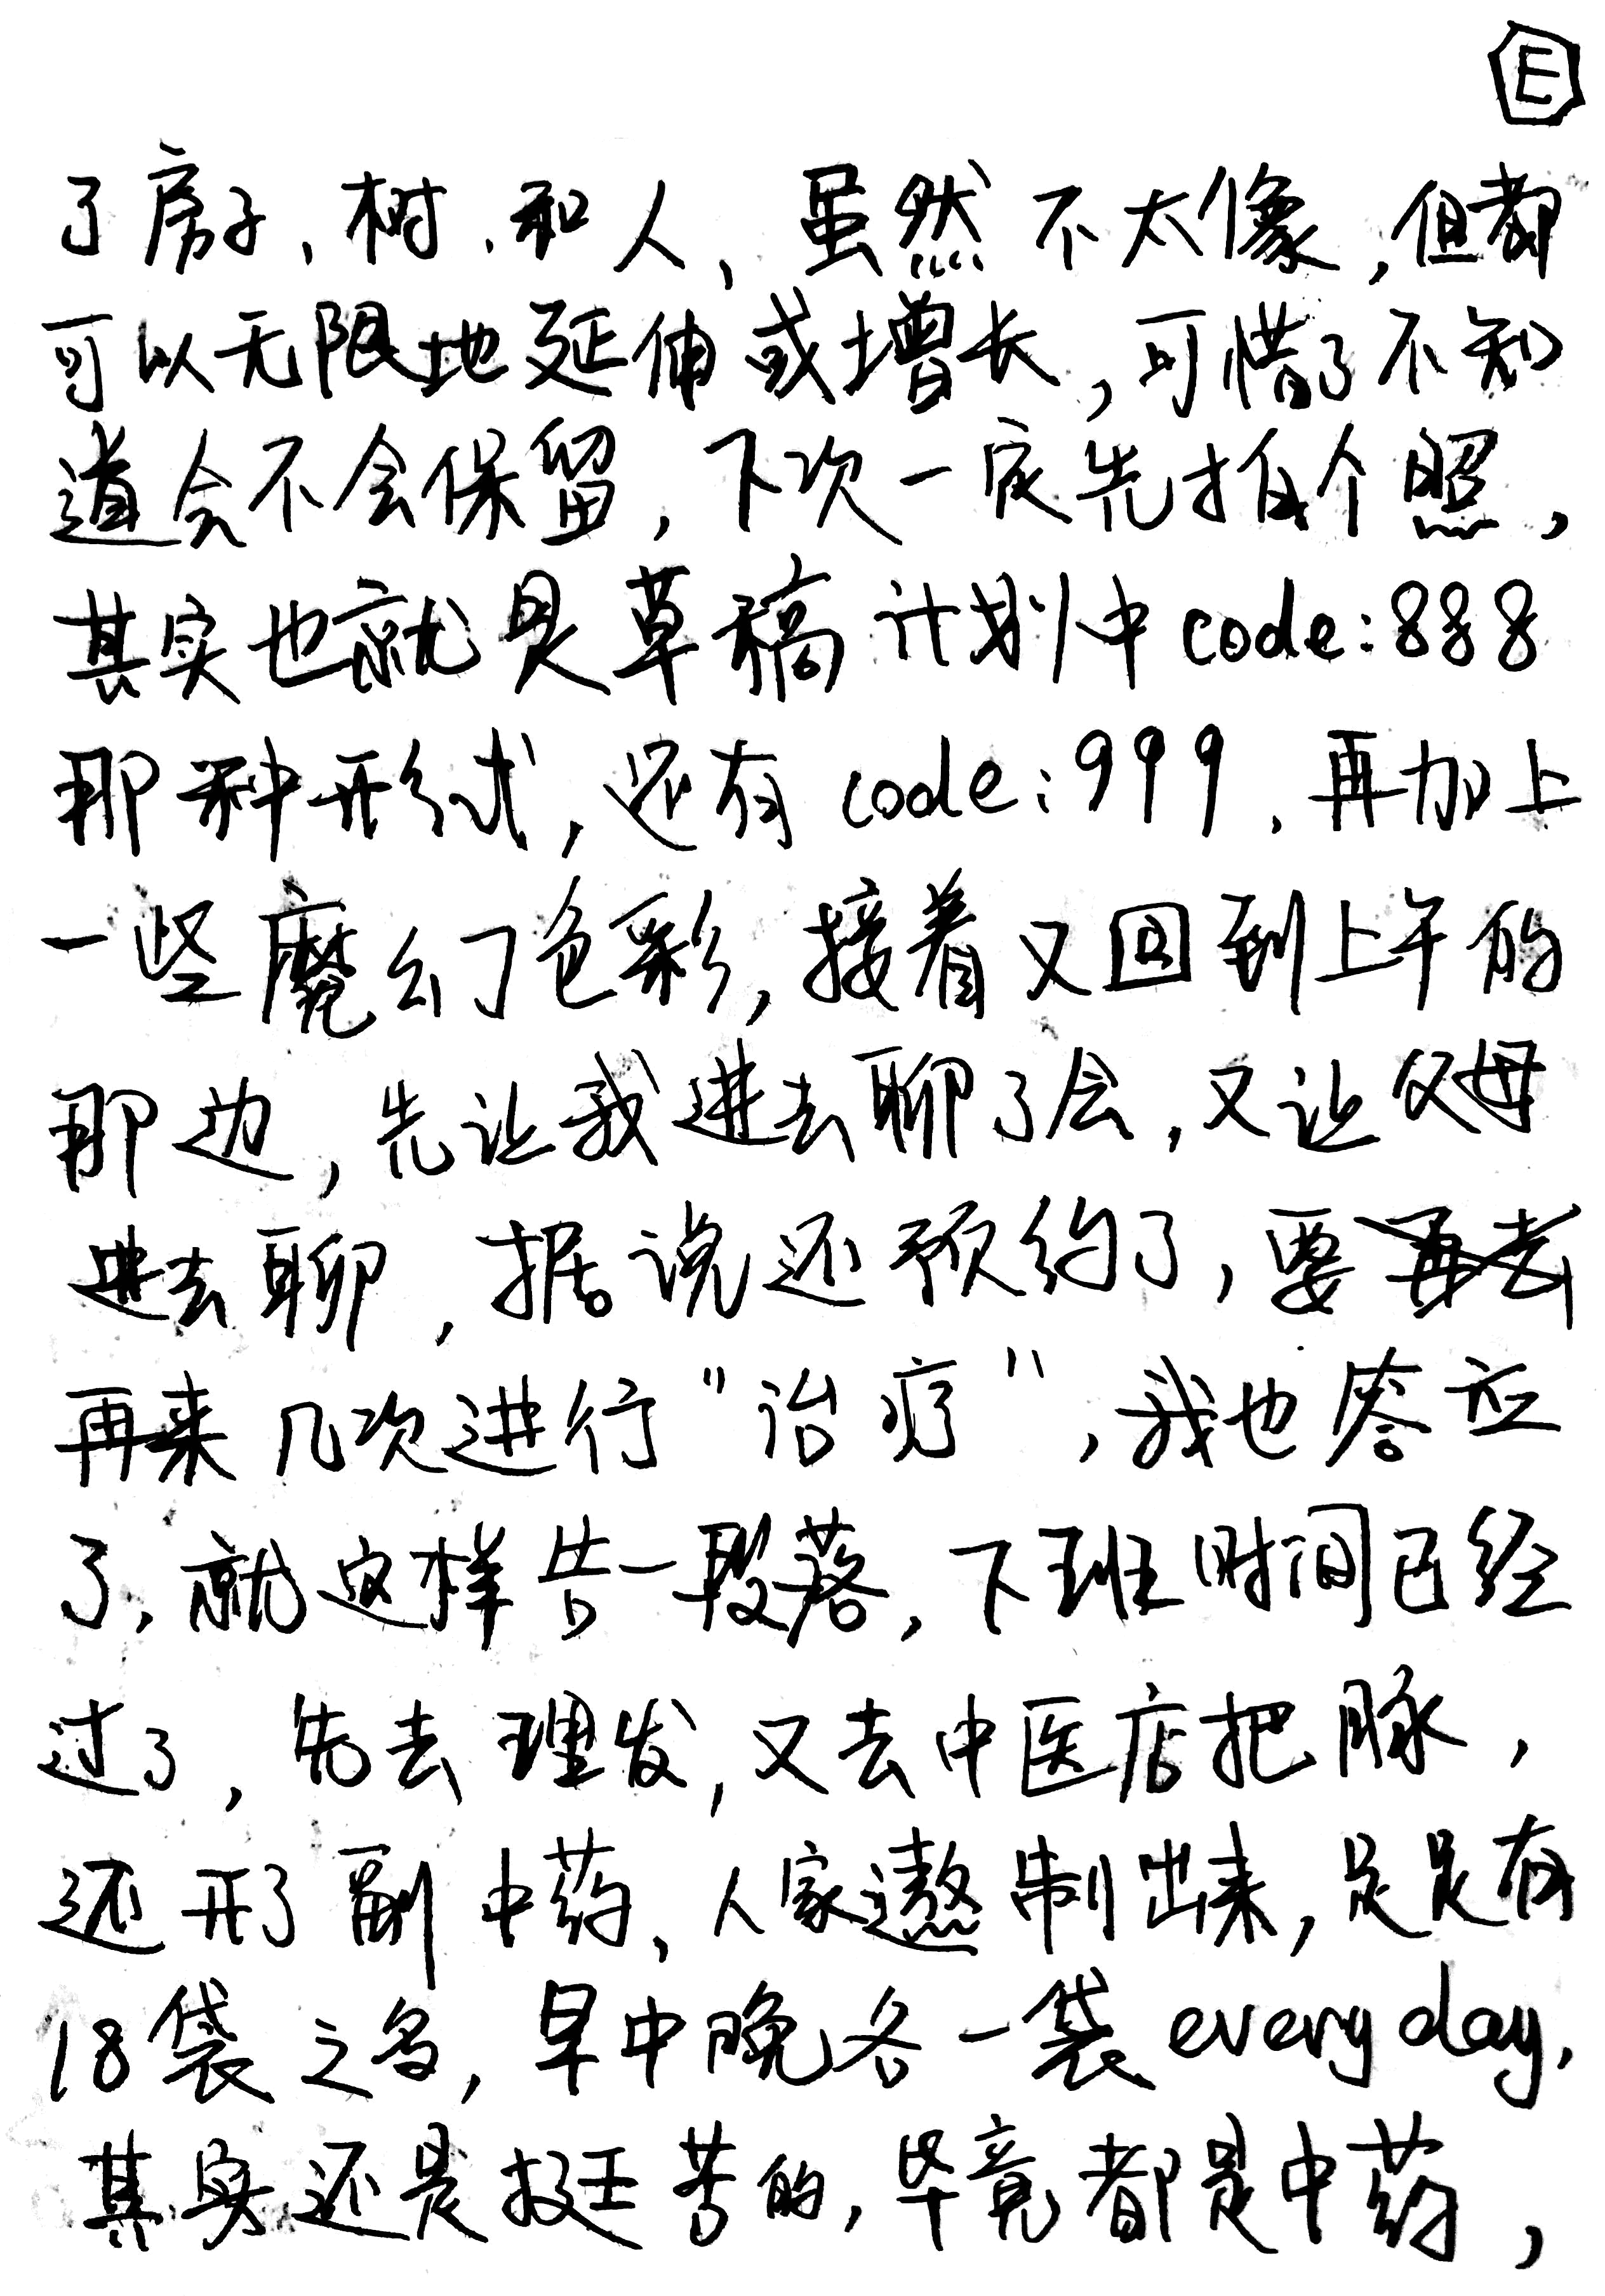 E
了房子、树、和人、虽然不太像,但都
可以无限地延伸或增长,可惜了不知
道会不会保留,下次一定先拍个照,
其实也就是草稿计划中code:888
那种形式,还有code:999,再加上
一些魔幻色彩,接着又回到上午的
那边,先让我进去聊了会,又让父母
进去聊,据说还预约了,要再去
再来几次进行“治疗”,我也答应
了,就这样告一段落,下班时间已经
过了,先去理发,又去中医店把脉,
还开了副中药、人家遨制出来,足足有
18袋之多,早中晚各一袋every day,
其实还是挺苦的,毕竟都是中药,